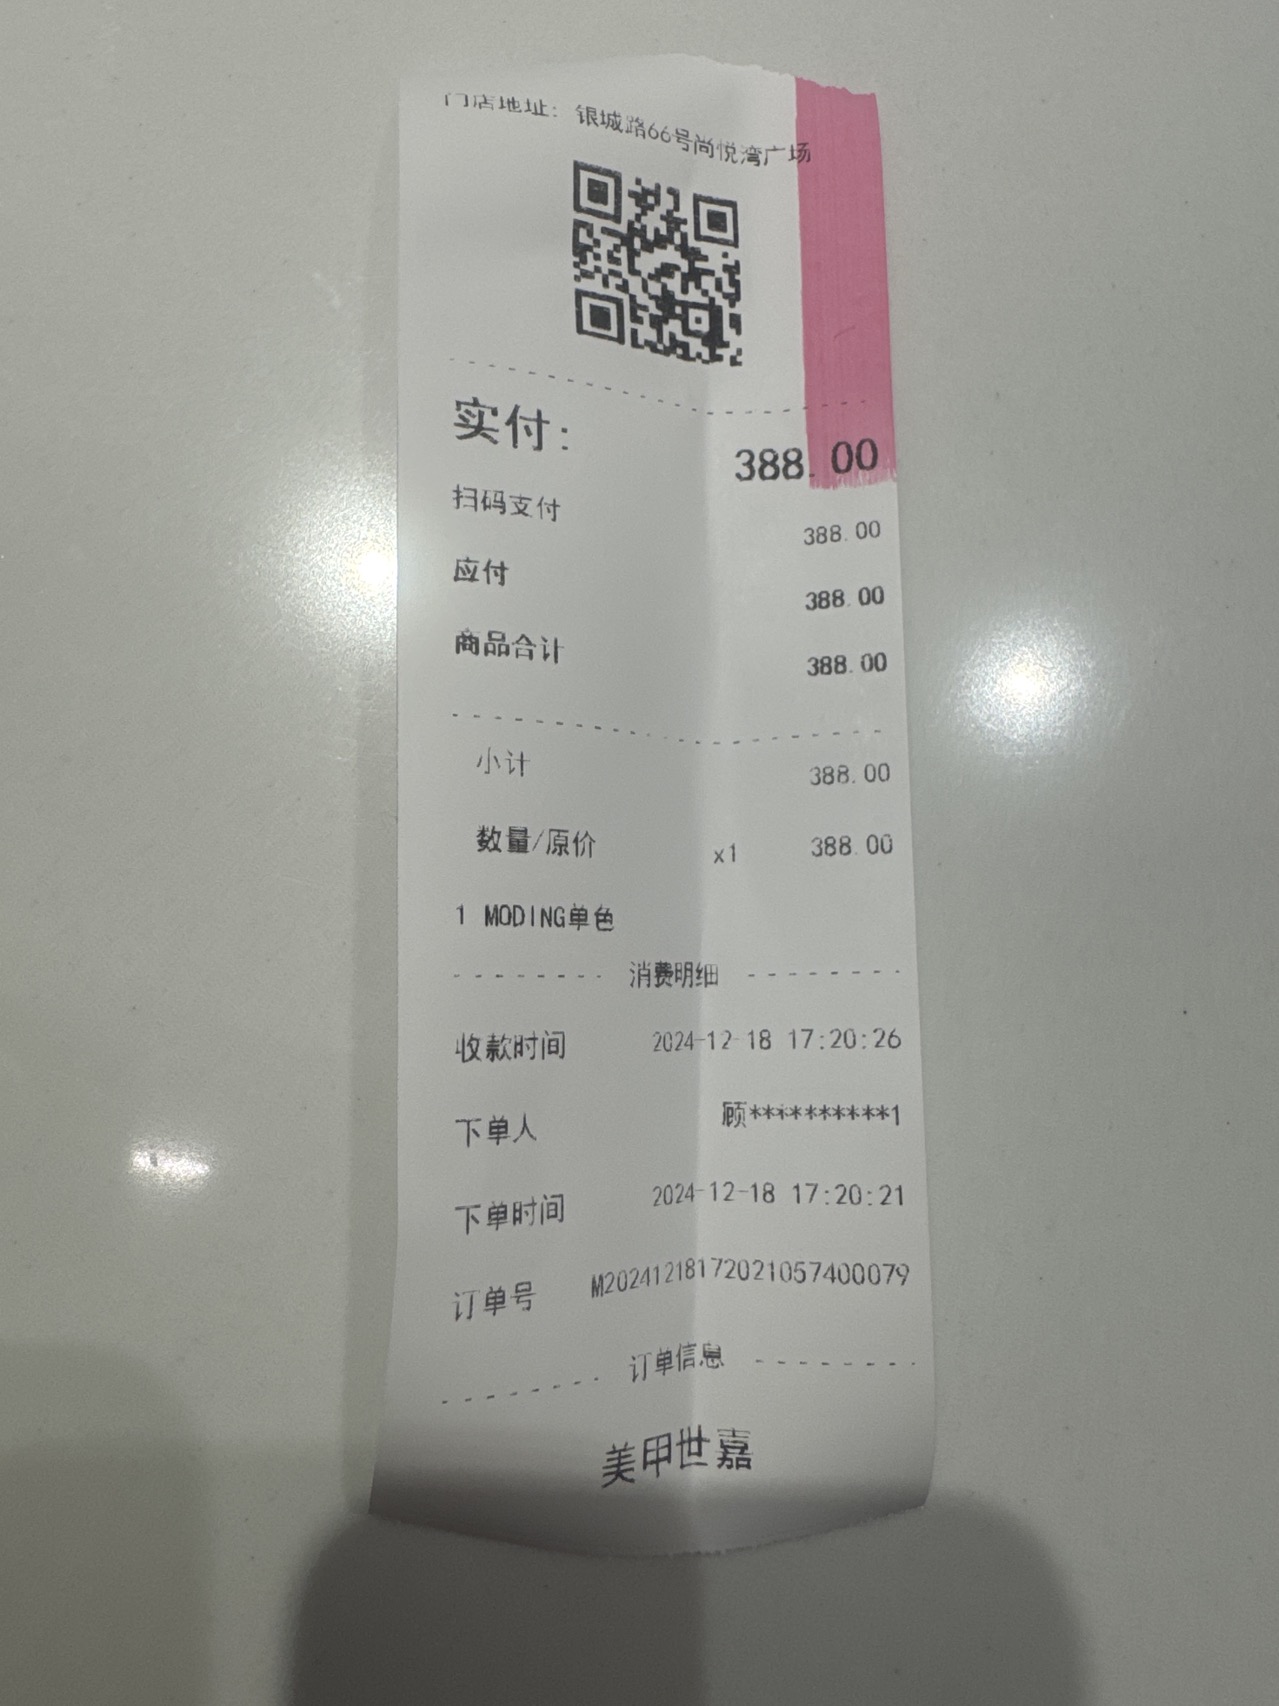 门店地址：银城路66号尚悦湾广场
实付： 388.00
扫码支付 388.00
应付 388.00
商品合计 388.00
小计 388.00
数量/原价 x1 388.00
1 MODING单色
消费明细
收款时间 2024-12-18 17:20:26
下单人 顾**********1
下单时间 2024-12-18 17:20:21
订单号 M20241218172021057400079
订单信息
美甲世嘉